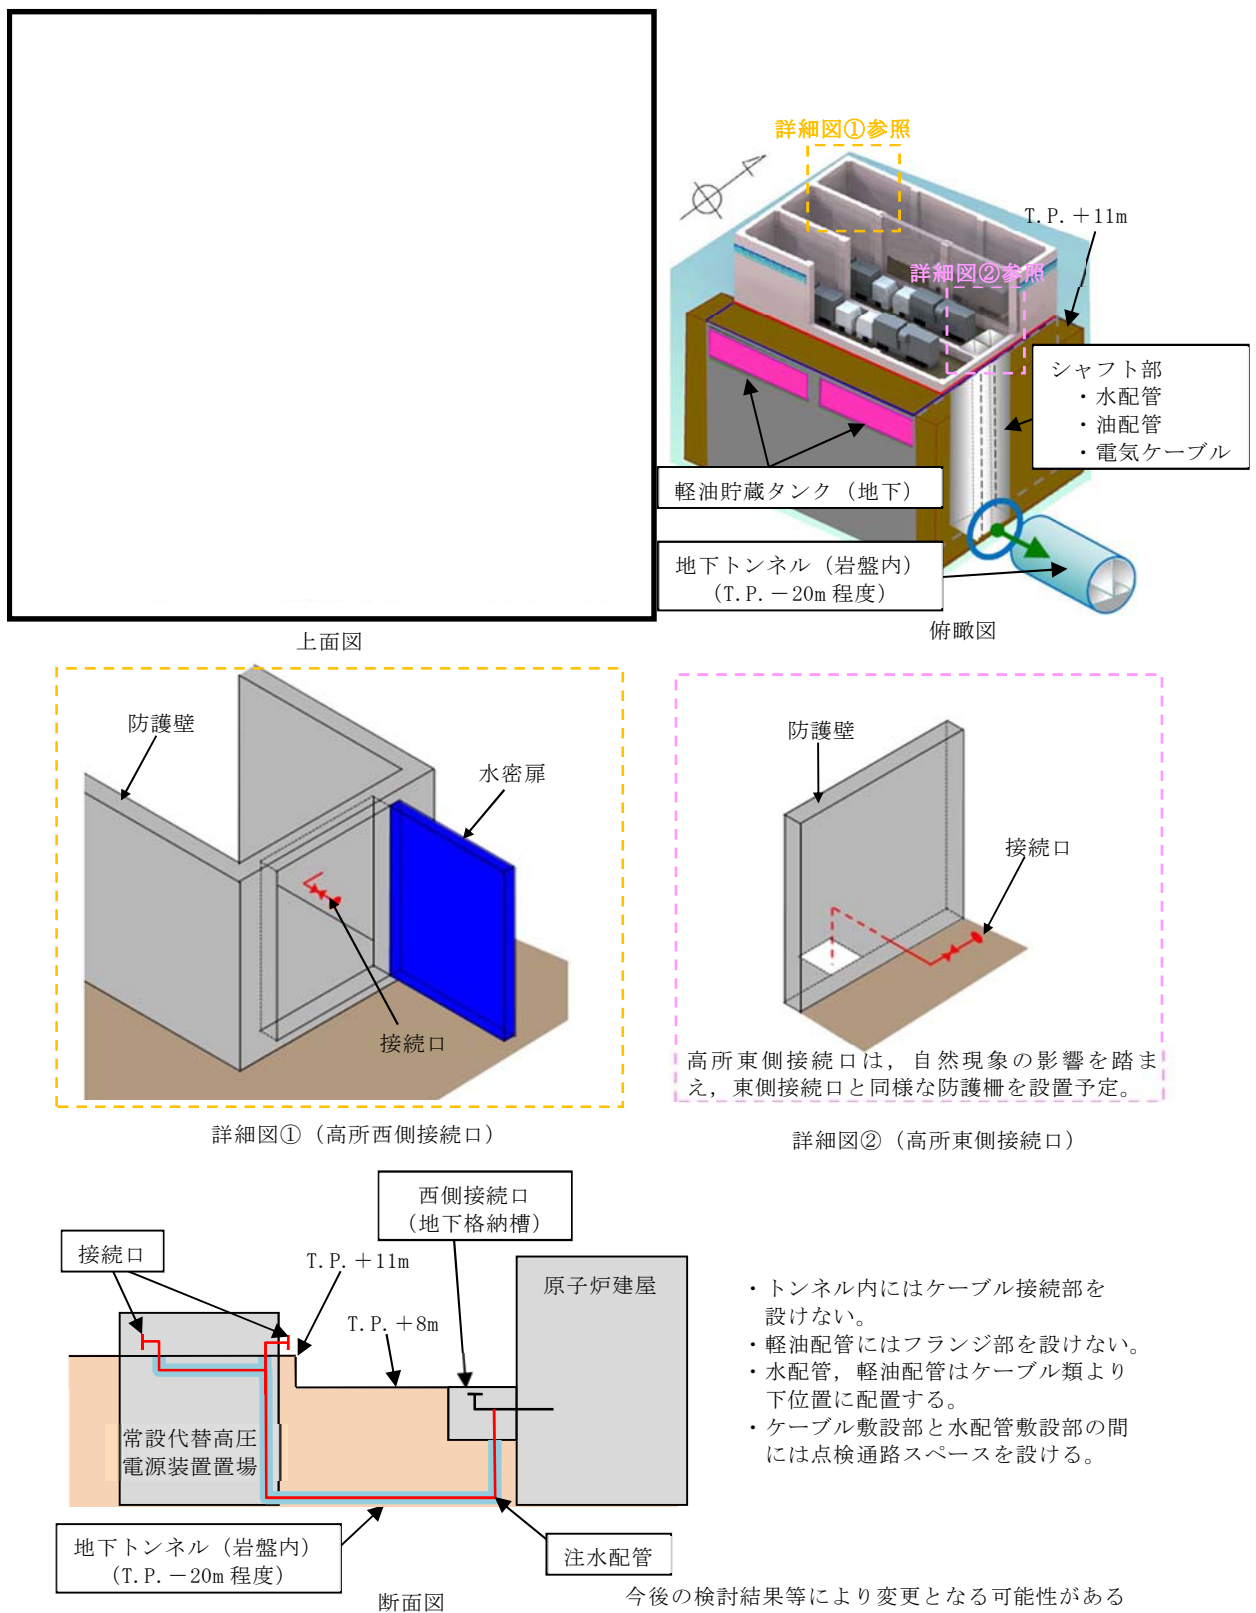 詳細図①参照
T.P.＋11m
詳細図②参照
シャフト部
・水配管
・油配管
・電気ケーブル
軽油貯蔵タンク（地下）
地下トンネル（岩盤内）
（T.P.－20m 程度）
上面図
俯瞰図
防護壁
水密扉
接続口
防護壁
接続口
高所東側接続口は，自然現象の影響を踏ま
え，東側接続口と同様な防護柵を設置予定。
詳細図①（高所西側接続口）
詳細図②（高所東側接続口）
西側接続口
（地下格納槽）
接続口
T.P.＋11m
原子炉建屋
T.P.＋8m
常設代替高圧
電源装置置場
・トンネル内にはケーブル接続部を
設けない。
・軽油配管にはフランジ部を設けない。
・水配管，軽油配管はケーブル類より
下位置に配置する。
・ケーブル敷設部と水配管敷設部の間
には点検通路スペースを設ける。
地下トンネル（岩盤内）
（T.P.－20m 程度）
注水配管
断面図
今後の検討結果等により変更となる可能性がある